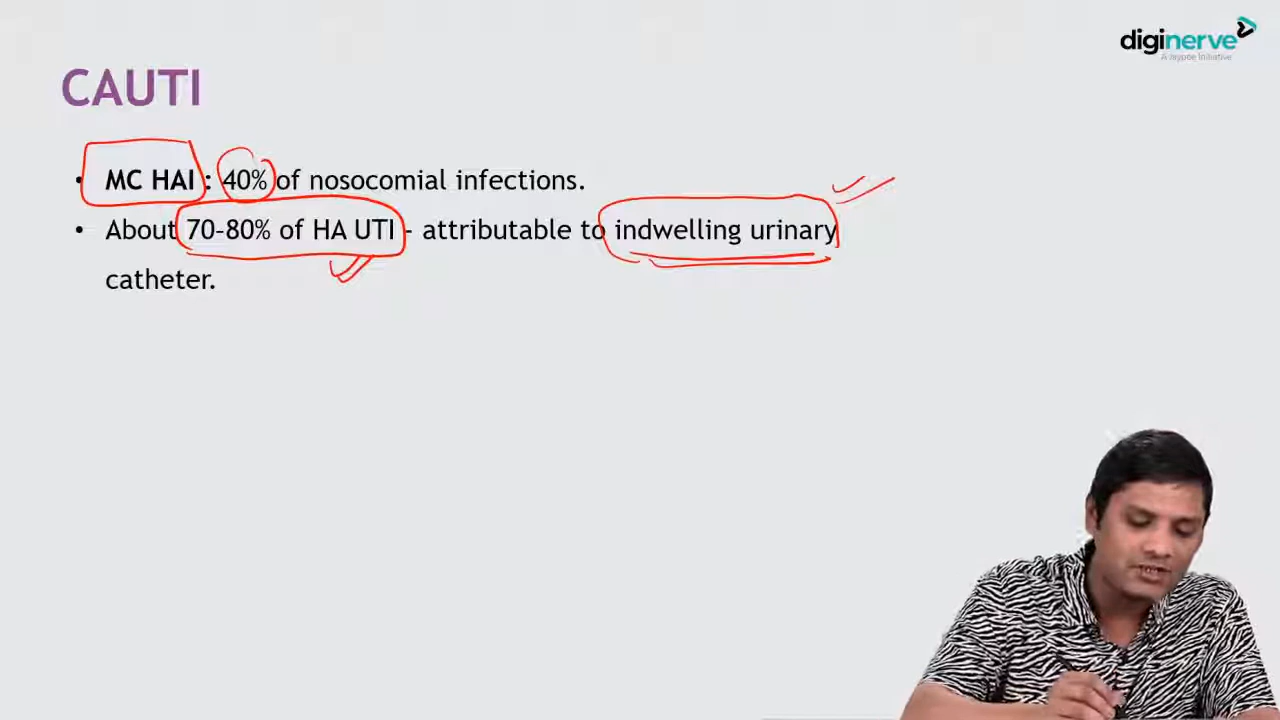 diginerve
A Jaypee Initiative
CAUTI
• MC HAI : 40% of nosocomial infections.
• About 70-80% of HA UTI - attributable to indwelling urinary
catheter.